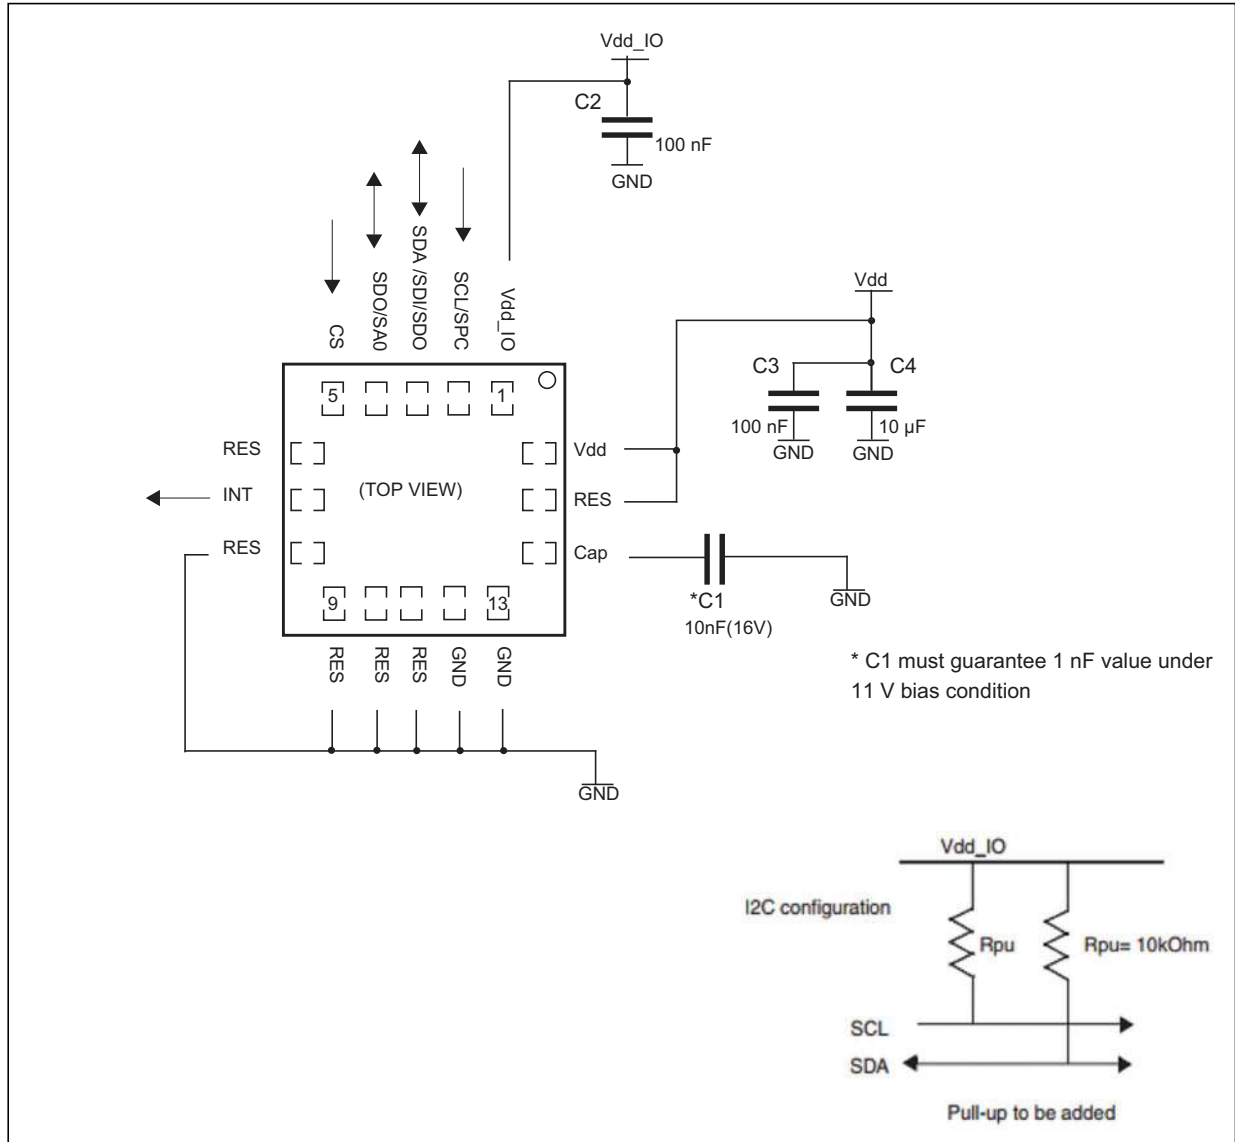 Vdd_IO
C2
100 nF
GND
CS
SDO/SA0
SDA /SDI/SDO
SCL/SPC
Vdd_IO
Vdd
C3
C4
100 nF
10 µF
GND
GND
5
1
RES
Vdd
INT
(TOP VIEW)
RES
RES
Cap
9
13
*C1
10nF(16V)
GND
RES
RES
RES
GND
GND
* C1 must guarantee 1 nF value under
11 V bias condition
GND
Vdd_IO
I2C configuration
Rpu
Rpu= 10kOhm
SCL
SDA
Pull-up to be added